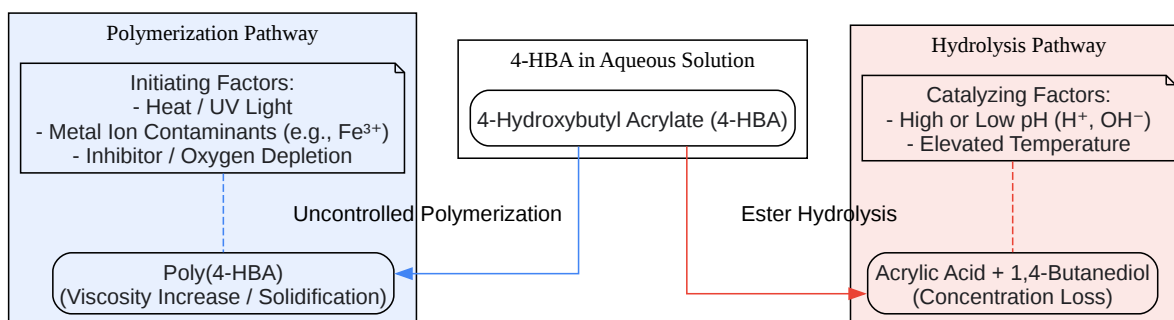 Polymerization Pathway
Initiating Factors:
- Heat / UV Light
- Metal Ion Contaminants (e.g., Fe³⁺)
- Inhibitor / Oxygen Depletion
Uncontrolled Polymerization
Poly(4-HBA)
(Viscosity Increase / Solidification)
4-HBA in Aqueous Solution
4-Hydroxybutyl Acrylate (4-HBA)
Hydrolysis Pathway
Catalyzing Factors:
- High or Low pH (H⁺, OH⁻)
- Elevated Temperature
Ester Hydrolysis
Acrylic Acid + 1,4-Butanediol
(Concentration Loss)